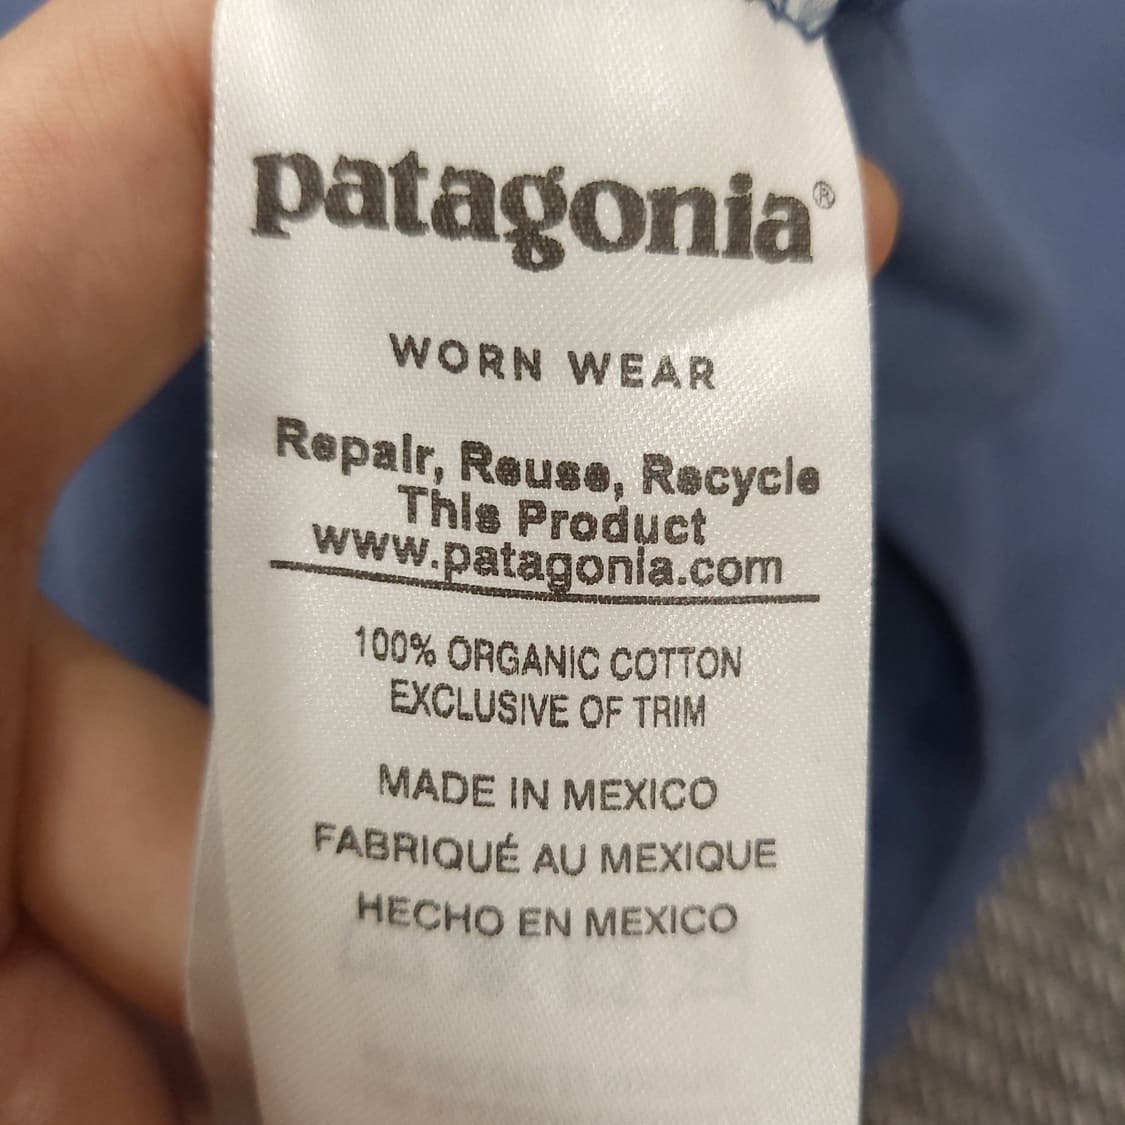 patagonia®
WORN WEAR
Repair, Reuse, Recycle
This Product
www.patagonia.com
100% ORGANIC COTTON
EXCLUSIVE OF TRIM
MADE IN MEXICO
FABRIQUÉ AU MEXIQUE
HECHO EN MEXICO